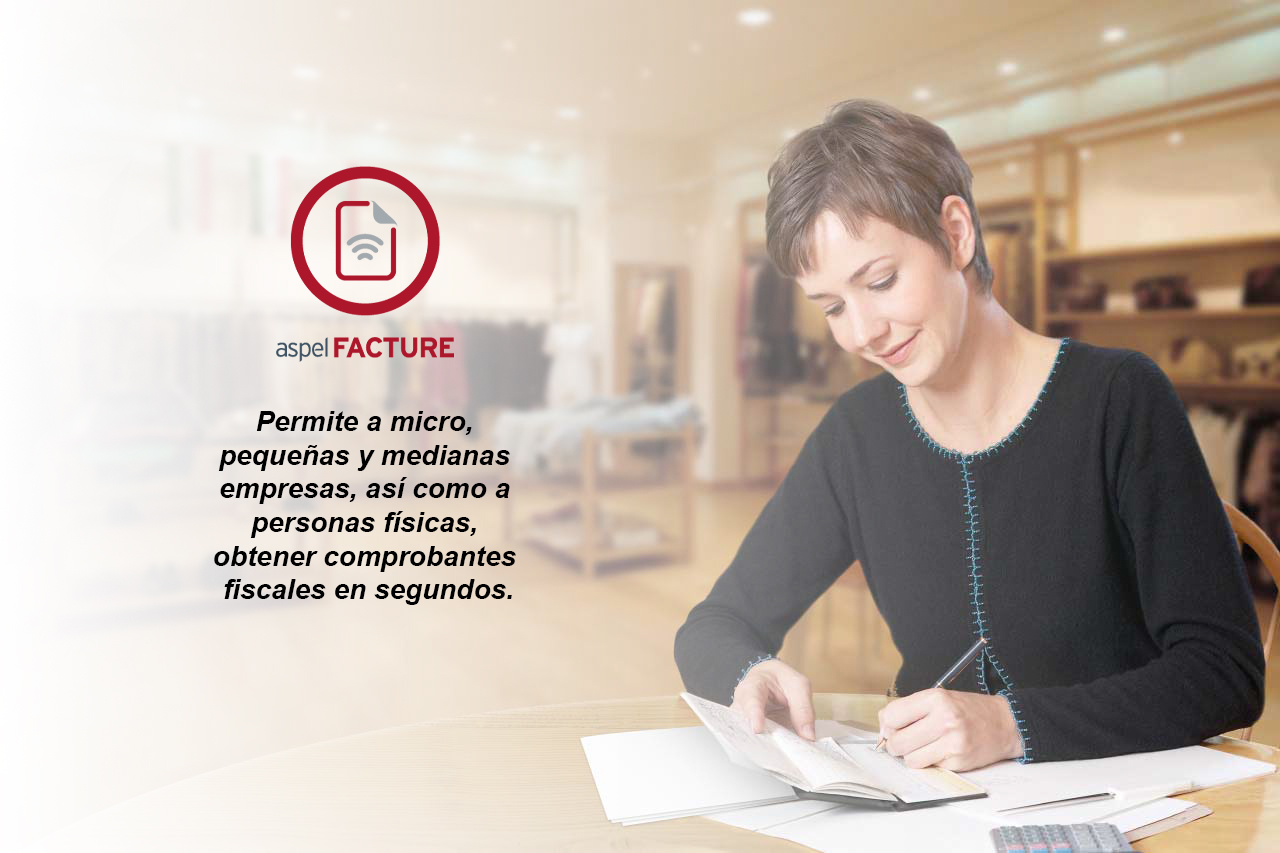 aspel FACTURE
Permite a micro,
pequeñas y medianas
empresas, así como a
personas físicas,
obtener comprobantes
fiscales en segundos.